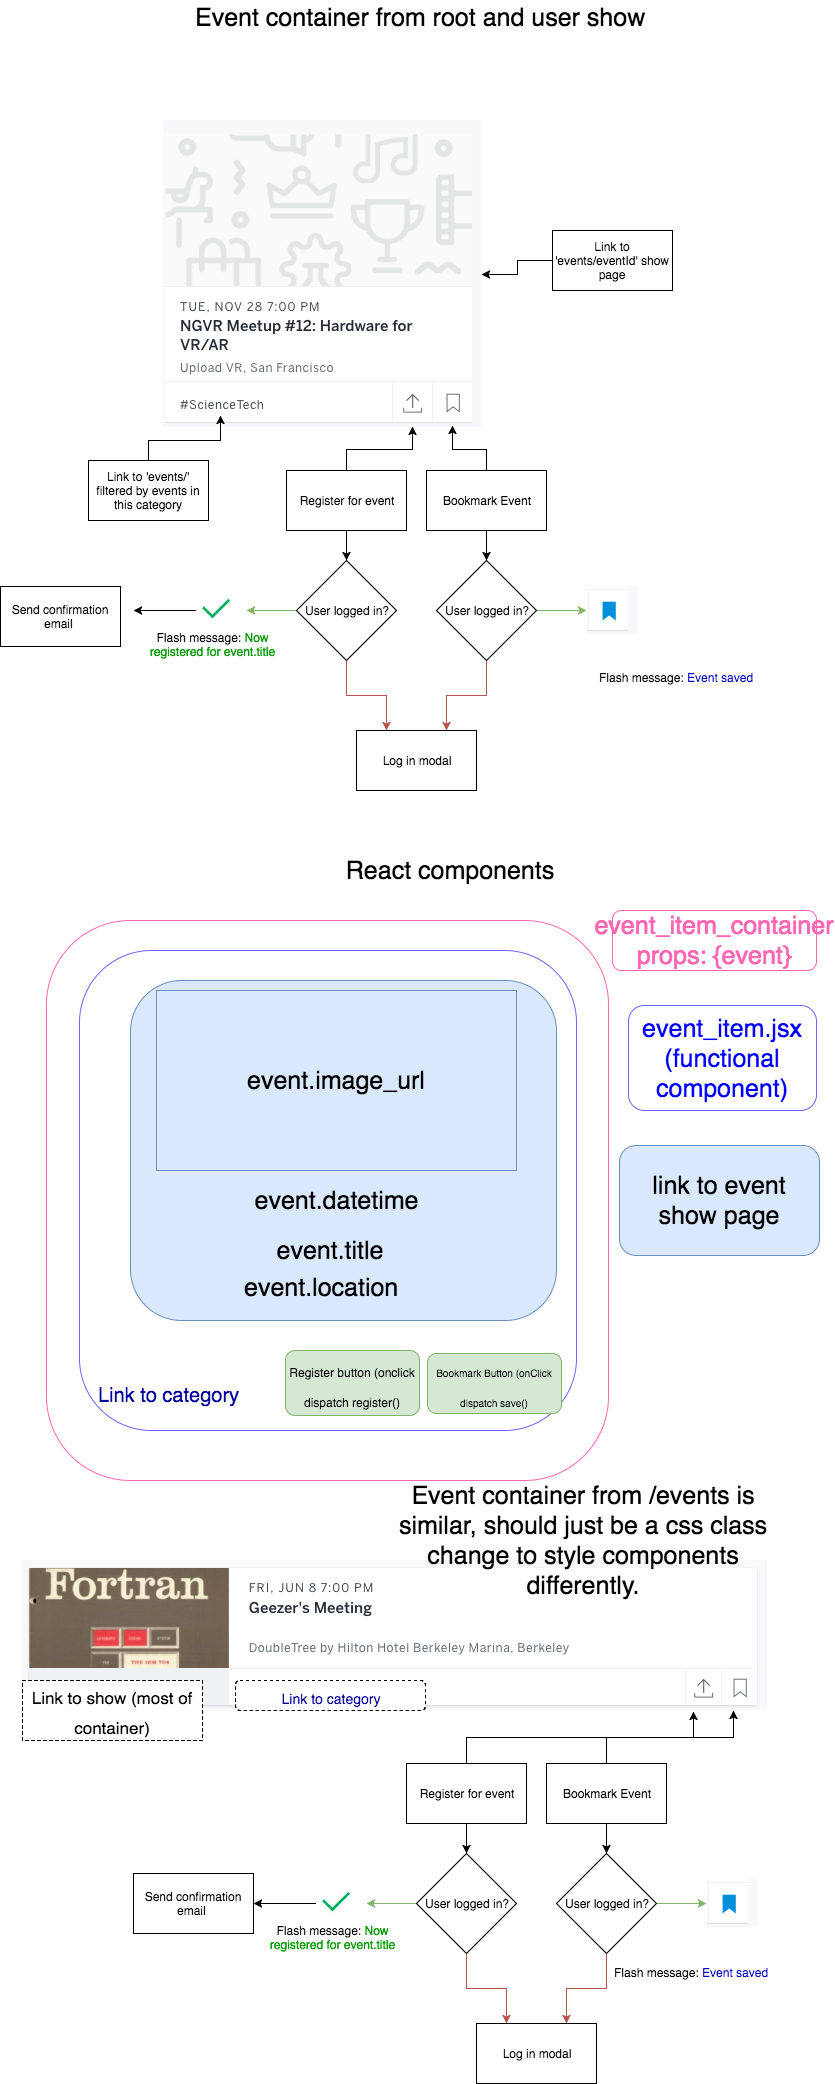 Event container from root and user show
Link to
'events/eventId' show
page
TUE, NOV 28 7:00 PM
NGVR Meetup #12: Hardware for
VR/AR
Upload VR, San Francisco
#ScienceTech
Link to 'events/'
filtered by events in
this category
Register for event
Bookmark Event
User logged in?
User logged in?
Send confirmation
email
Flash message: Now
registered for event.title
Flash message: Event saved
Log in modal
React components
event_item_container
props: {event}
event_item.jsx
(functional
component)
link to event
show page
event.image_url
event.datetime
event.title
event.location
Link to category
Register button (onclick
dispatch register()
Bookmark Button (onClick
dispatch save()
Event container from /events is
similar, should just be a css class
change to style components
differently.
Fortran
FRI, JUN 8 7:00 PM
Geezer's Meeting
DoubleTree by Hilton Hotel Berkeley Marina, Berkeley
Link to show (most of
container)
Link to category
Register for event
Bookmark Event
User logged in?
User logged in?
Send confirmation
email
Flash message: Now
registered for event.title
Flash message: Event saved
Log in modal